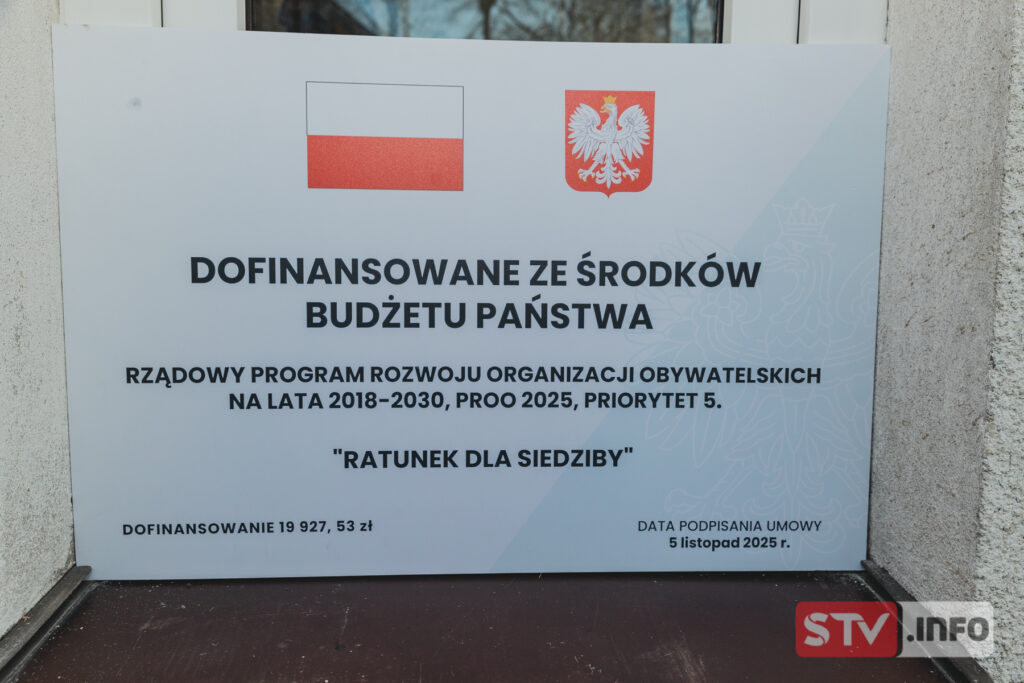 DOFINANSOWANE ZE ŚRODKÓW
BUDŻETU PAŃSTWA
RZĄDOWY PROGRAM ROZWOJU ORGANIZACJI OBYWATELSKICH
NA LATA 2018-2030, PROO 2025, PRIORYTET 5.
"RATUNEK DLA SIEDZIBY"
DOFINANSOWANIE 19 927, 53 zł
DATA PODPISANIA UMOWY
5 listopad 2025 r.
STV.INFO